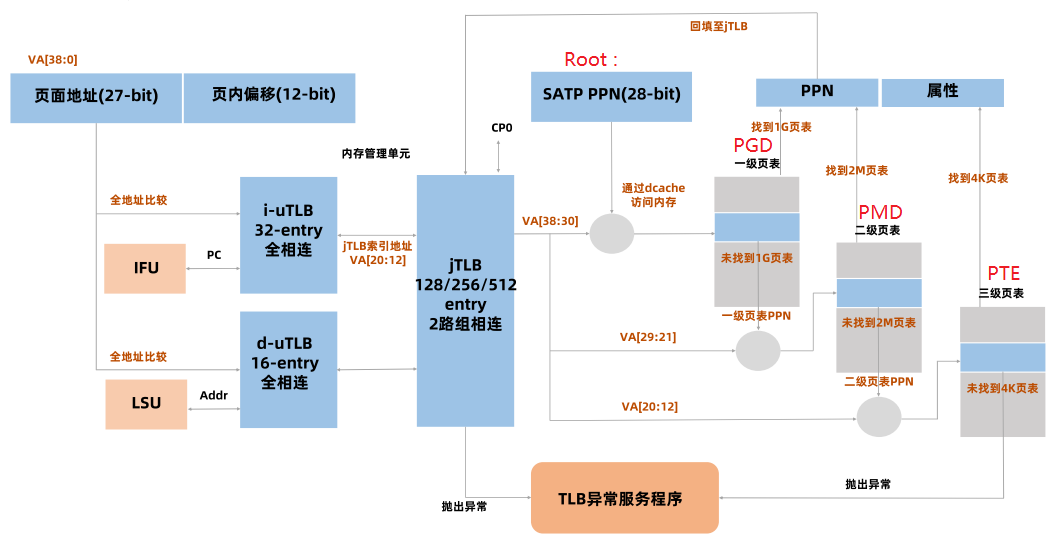 VA[38:0]
页面地址(27-bit)
页内偏移(12-bit)
回填至jTLB
Root :
SATP PPN(28-bit)
PPN
属性
CP0
内存管理单元
找到1G页表
PGD
一级页表
通过dcache
访问内存
找到2M页表
找到4K页表
全地址比较
i-uTLB
32-entry
全相连
IFU
PC
jTLB索引地址
VA[20:12]
jTLB
128/256/512
entry
2路组相连
VA[38:30]
未找到1G页表
一级页表PPN
PMD
二级页表
未找到2M页表
二级页表PPN
PTE
三级页表
未找到4K页表
VA[29:21]
VA[20:12]
全地址比较
d-uTLB
16-entry
全相连
LSU
Addr
抛出异常
TLB异常服务程序
抛出异常